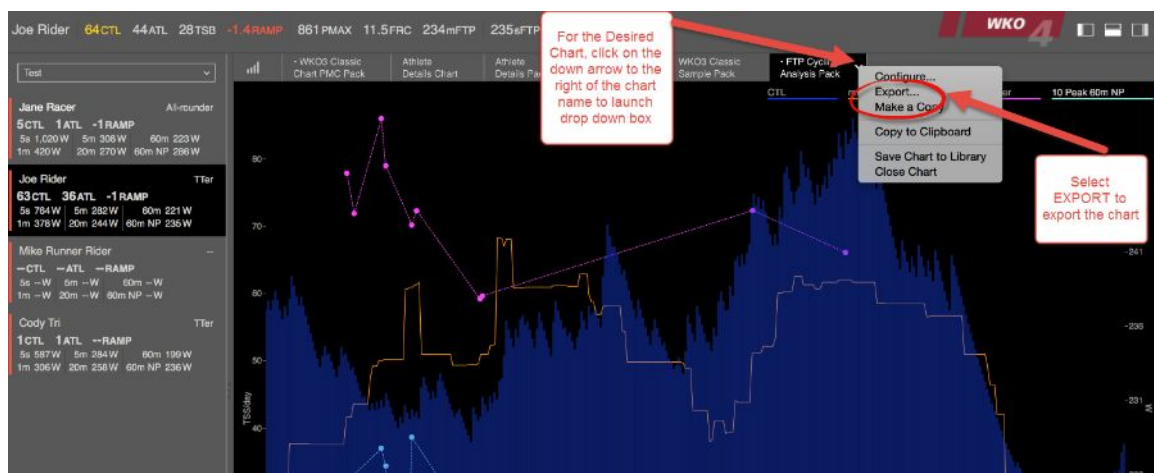 Joe Rider 64CTL 44ATL 28TSB -1.4RAMP 861PMAX 11.5FRC 234mFTP 235sFTP
WKO 4
For the Desired
Chart, click on the
down arrow to the
right of the chart
name to launch
drop down box
Test
- WKO3 Classic
Chart PMC Pack
Athlete
Details Chart
Athlete
Details
WKO3 Classic
Sample Pack
- FTP
Analysis Pack
CTL
10 Peak 60m NP
Configure...
Export...
Make a Copy
Copy to Clipboard
Save Chart to Library
Close Chart
Select
EXPORT to
export the chart
Jane Racer All-rounder
5CTL 1ATL -1RAMP
5s 1,020W 5m 306W 60m 223W
1m 420W 20m 270W 60m NP 286W
Joe Rider TTer
63CTL 36ATL -1RAMP
5s 764W 5m 282W 60m 221W
1m 378W 20m 244W 60m NP 235W
Mike Runner Rider --
--CTL --ATL --RAMP
5s --W 5m --W 60m --W
1m --W 20m --W 60m NP --W
Cody Tri TTer
1CTL 1ATL --RAMP
5s 587W 5m 284W 60m 199W
1m 306W 20m 258W 60m NP 236W
80-
70-
60-
50-
40-
TSS/day
-241
-236
-231
W